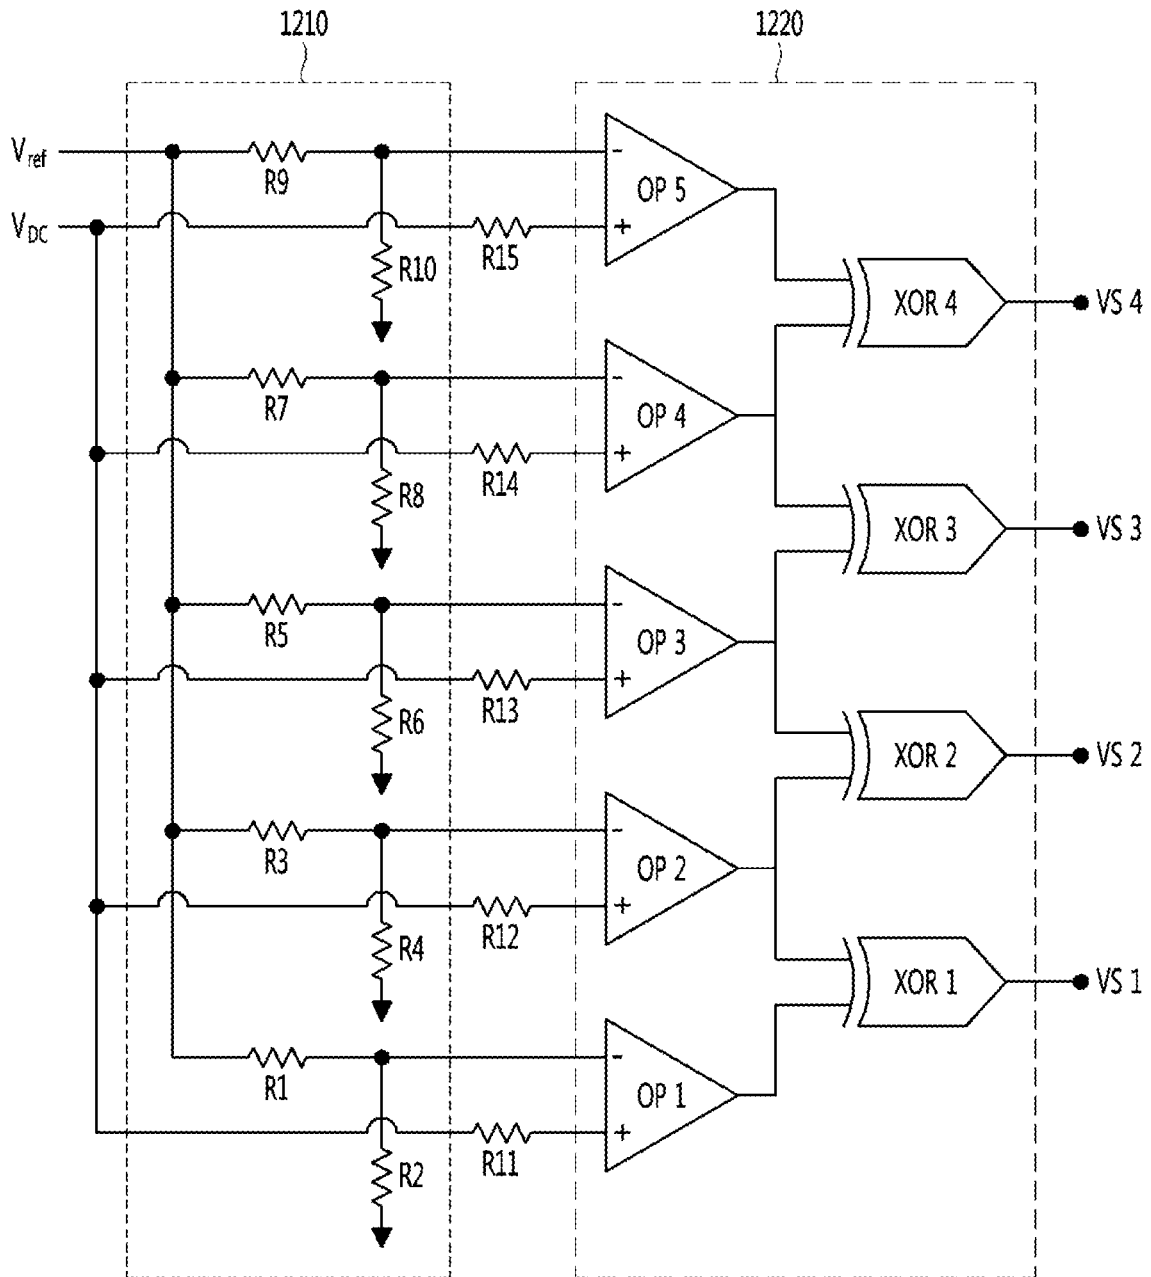 1210
1220
Vref
R9
-
OP 5
VDC
R15
+
R10
XOR 4
VS 4
R7
-
OP 4
R14
+
R8
XOR 3
VS 3
R5
-
OP 3
R13
+
R6
XOR 2
VS 2
R3
-
OP 2
R12
+
R4
XOR 1
VS 1
R1
-
OP 1
R11
+
R2